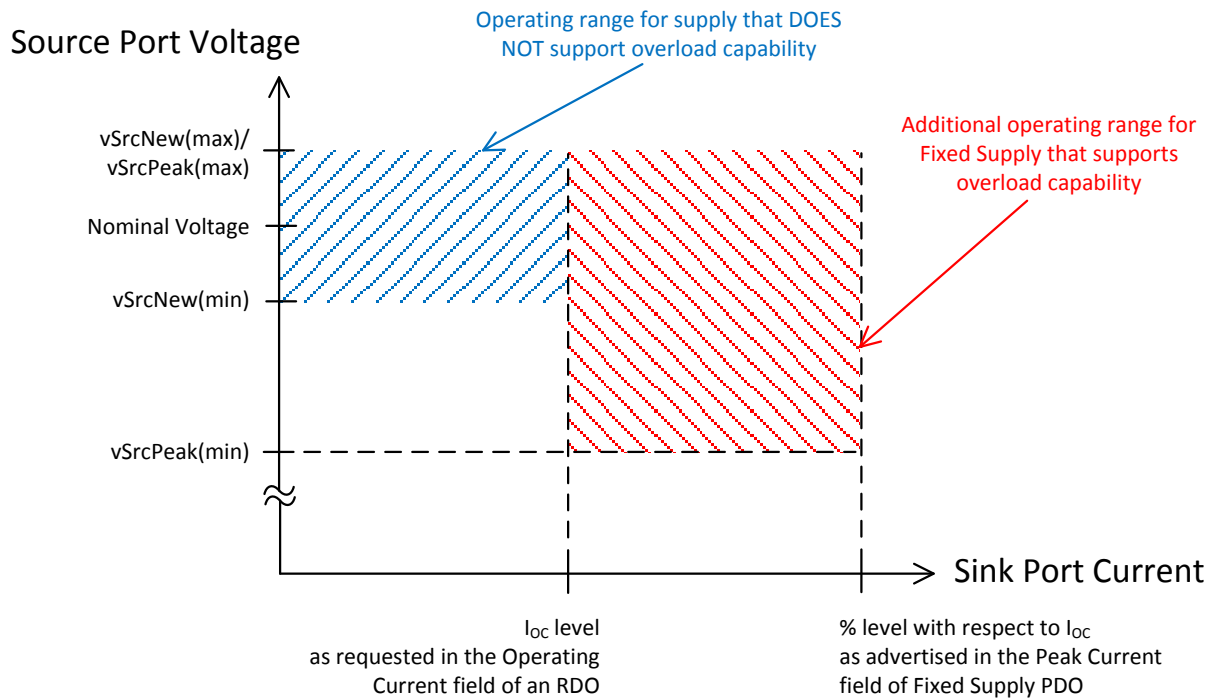 Operating range for supply that DOES
NOT support overload capability
Source Port Voltage
vSrcNew(max)/
vSrcPeak(max)
Additional operating range for
Fixed Supply that supports
overload capability
Nominal Voltage
vSrcNew(min)
vSrcPeak(min)
Sink Port Current
IOC level
as requested in the Operating
Current field of an RDO
% level with respect to IOC
as advertised in the Peak Current
field of Fixed Supply PDO